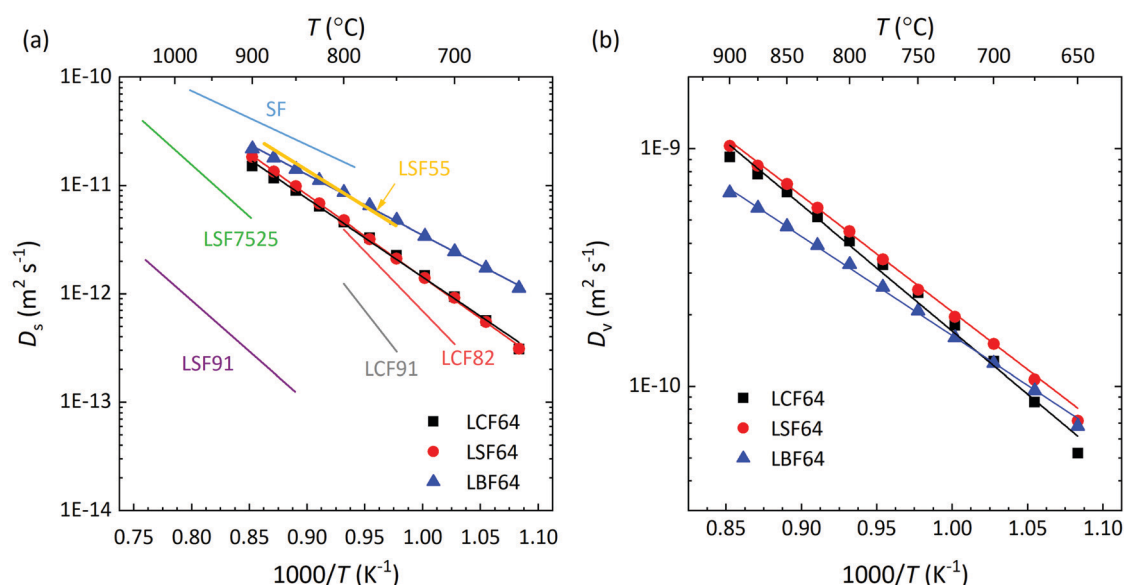 (a)
T (°C)
1000 900 800 700
1E-10
1E-11
1E-12
1E-13
1E-14
Ds (m² s⁻¹)
SF
LSF55
LSF7525
LSF91
LCF91
LCF82
LCF64
LSF64
LBF64
0.75 0.80 0.85 0.90 0.95 1.00 1.05 1.10
1000/T (K⁻¹)
(b)
T (°C)
900 850 800 750 700 650
1E-9
1E-10
Dv (m² s⁻¹)
LCF64
LSF64
LBF64
0.85 0.90 0.95 1.00 1.05 1.10
1000/T (K⁻¹)